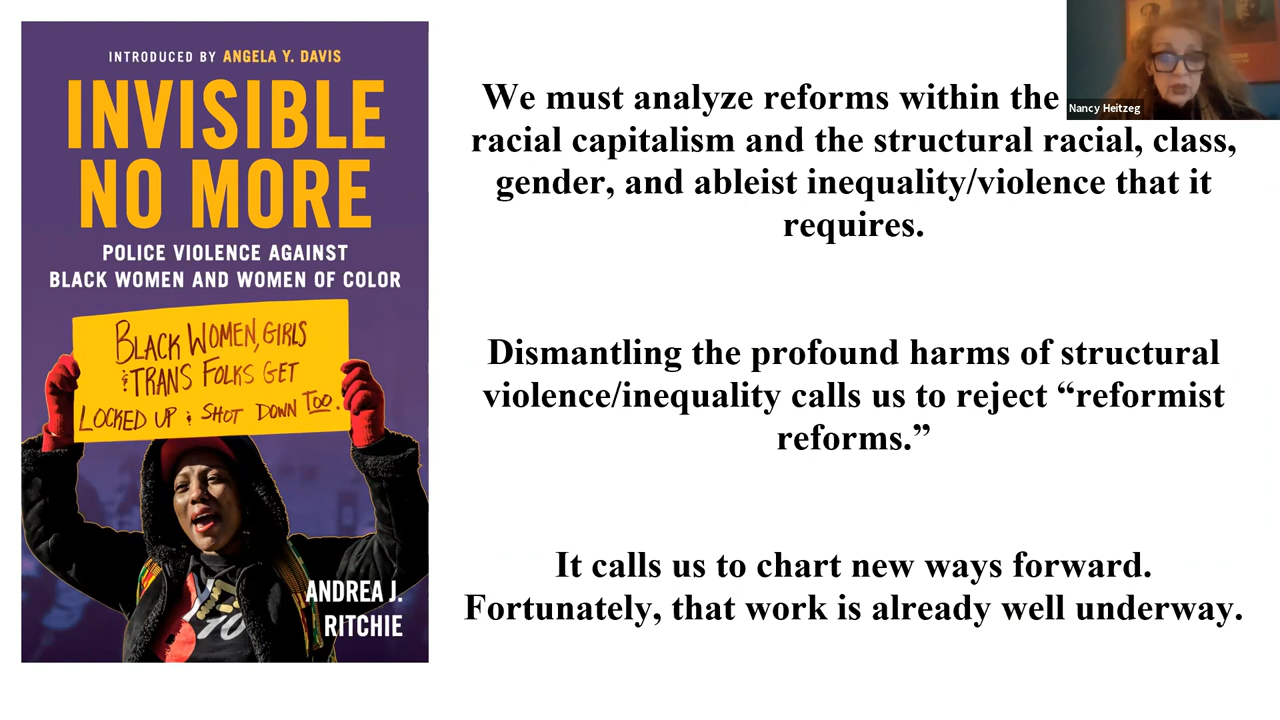 INTRODUCED BY ANGELA Y. DAVIS
INVISIBLE
NO MORE
POLICE VIOLENCE AGAINST
BLACK WOMEN AND WOMEN OF COLOR
BLACK WOMEN, GIRLS
& TRANS FOLKS GET
LOCKED UP & SHOT DOWN TOO.
ANDREA J.
RITCHIE
We must analyze reforms within the
racial capitalism and the structural racial, class,
gender, and ableist inequality/violence that it
requires.
Dismantling the profound harms of structural
violence/inequality calls us to reject “reformist
reforms.”
It calls us to chart new ways forward.
Fortunately, that work is already well underway.
Nancy Heitzeg